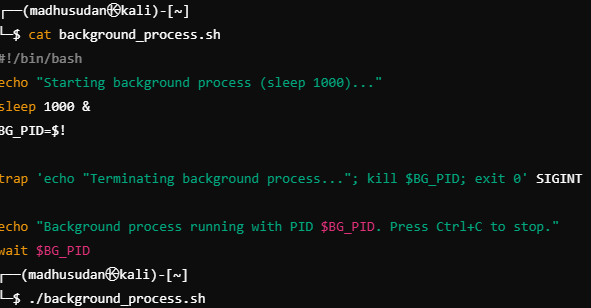 ┌──(madhusudan㉿kali)-[~]
└─$ cat background_process.sh
#!/bin/bash
echo "Starting background process (sleep 1000)..."
sleep 1000 &
BG_PID=$!

trap 'echo "Terminating background process..."; kill $BG_PID; exit 0' SIGINT

echo "Background process running with PID $BG_PID. Press Ctrl+C to stop."
wait $BG_PID
┌──(madhusudan㉿kali)-[~]
└─$ ./background_process.sh